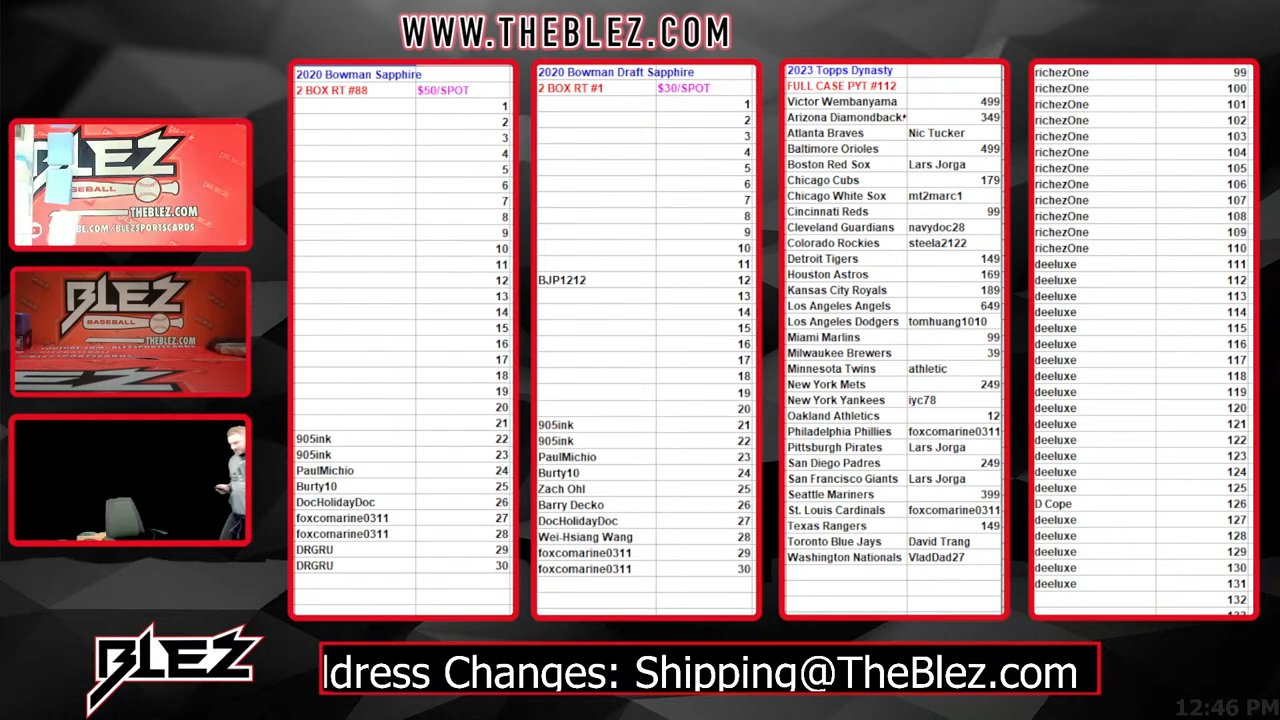 WWW.THEBLEZ.COM
BLEZ
BASEBALL
THEBLEZ.COM
BLEZ
BASEBALL
THEBLEZ.COM
2020 Bowman Sapphire
2 BOX RT #88 $50/SPOT
1
2
3
4
5
6
7
8
9
10
11
12
13
14
15
16
17
18
19
20
21
905ink 22
905ink 23
PaulMichio 24
Burty10 25
DocHolidayDoc 26
foxcomarine0311 27
foxcomarine0311 28
DRGRU 29
DRGRU 30
2020 Bowman Draft Sapphire
2 BOX RT #1 $30/SPOT
1
2
3
4
5
6
7
8
9
10
11
BJP1212 12
13
14
15
16
17
18
19
20
905ink 21
905ink 22
PaulMichio 23
Burty10 24
Zach Ohl 25
Barry Decko 26
DocHolidayDoc 27
Wei-Hsiang Wang 28
foxcomarine0311 29
foxcomarine0311 30
2023 Topps Dynasty
FULL CASE PYT #112
Victor Wembanyama 499
Arizona Diamondback 349
Atlanta Braves Nic Tucker
Baltimore Orioles 499
Boston Red Sox Lars Jorga
Chicago Cubs 179
Chicago White Sox mt2marc1
Cincinnati Reds 99
Cleveland Guardians navydoc28
Colorado Rockies steela2122
Detroit Tigers 149
Houston Astros 169
Kansas City Royals 189
Los Angeles Angels 649
Los Angeles Dodgers tomhuang1010
Miami Marlins 99
Milwaukee Brewers 39
Minnesota Twins athletic
New York Mets 249
New York Yankees iyc78
Oakland Athletics 12
Philadelphia Phillies foxcomarine0311
Pittsburgh Pirates Lars Jorga
San Diego Padres 249
San Francisco Giants Lars Jorga
Seattle Mariners 399
St. Louis Cardinals foxcomarine0311
Texas Rangers 149
Toronto Blue Jays David Trang
Washington Nationals VladDad27
richezOne 99
richezOne 100
richezOne 101
richezOne 102
richezOne 103
richezOne 104
richezOne 105
richezOne 106
richezOne 107
richezOne 108
richezOne 109
richezOne 110
deeluxe 111
deeluxe 112
deeluxe 113
deeluxe 114
deeluxe 115
deeluxe 116
deeluxe 117
deeluxe 118
deeluxe 119
deeluxe 120
deeluxe 121
deeluxe 122
deeluxe 123
deeluxe 124
deeluxe 125
D Cope 126
deeluxe 127
deeluxe 128
deeluxe 129
deeluxe 130
deeluxe 131
132
BLEZ
ldress Changes: Shipping@TheBlez.com
12:46 PM